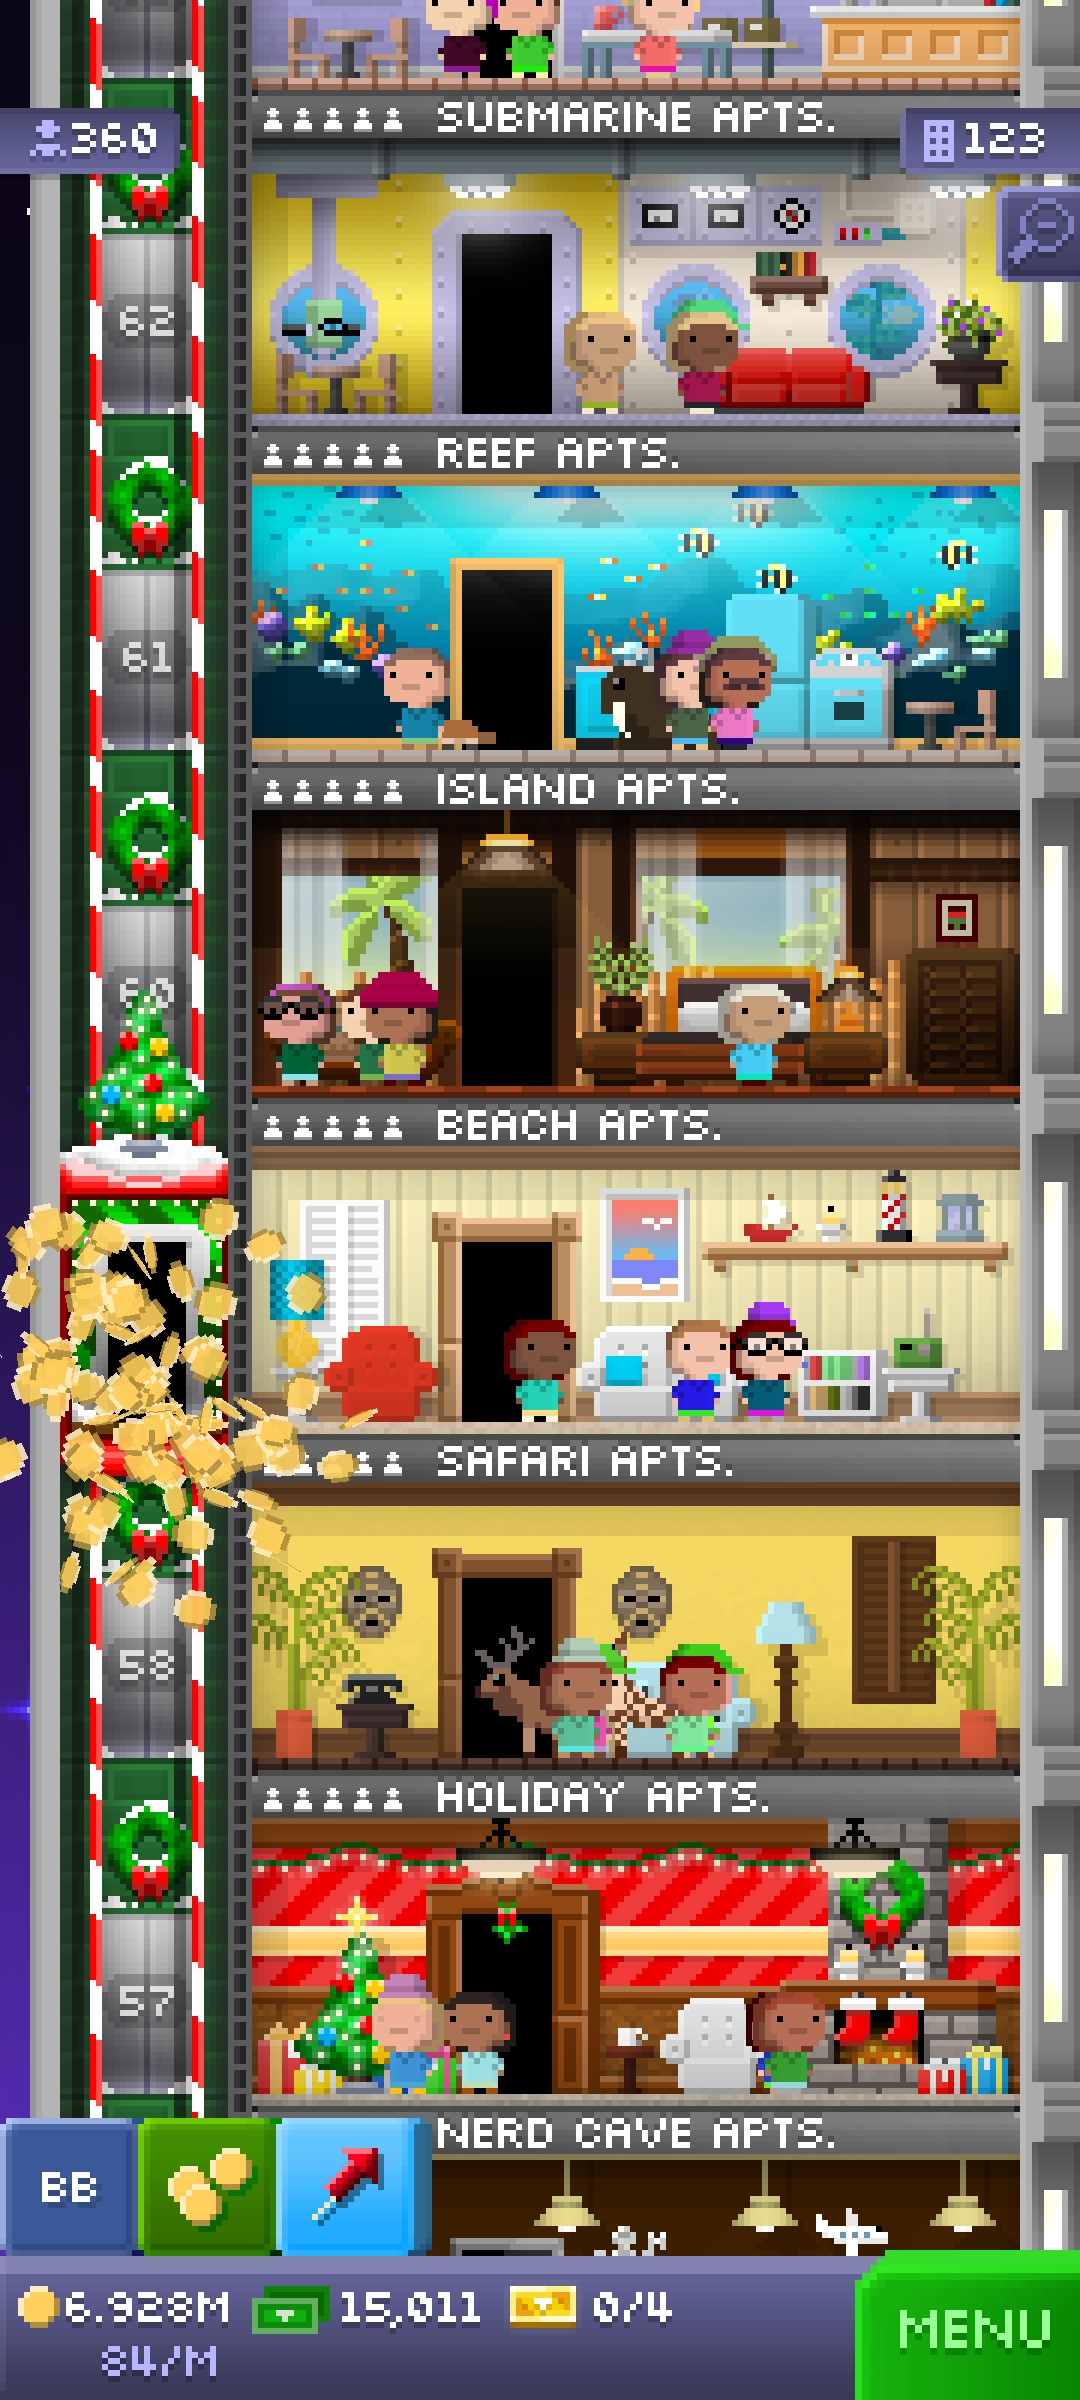 SUBMARINE APTS.
360
123
62
REEF APTS.
61
ISLAND APTS.
60
BEACH APTS.
SAFARI APTS.
58
HOLIDAY APTS.
57
NERD CAVE APTS.
BB
6.928M
15,011
0/4
84/M
MENU